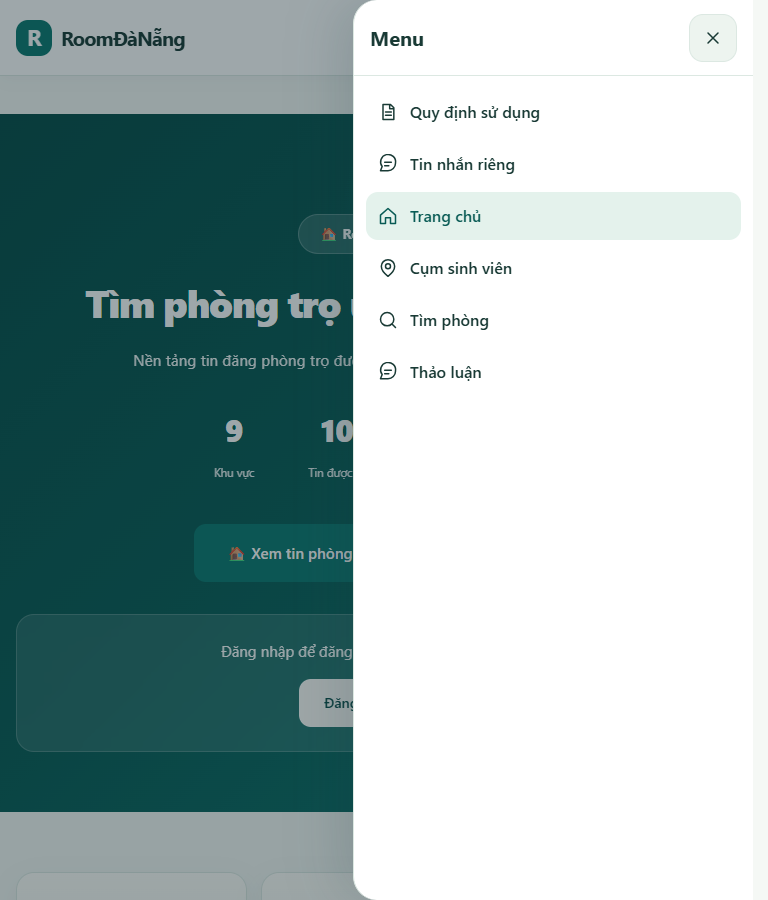 R RoomĐàNẵng
Menu
Quy định sử dụng
Tin nhắn riêng
Trang chủ
Cụm sinh viên
Tìm phòng
Thảo luận
Tìm phòng trọ
Nền tảng tin đăng phòng trọ
9
10
Khu vực
Tin được
Xem tin phòng
Đăng nhập để đăng